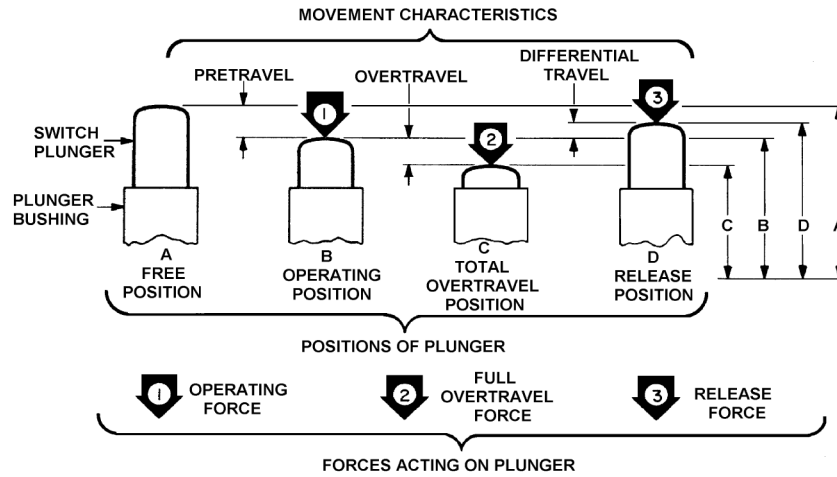 MOVEMENT CHARACTERISTICS
PRETRAVEL
OVERTRAVEL
DIFFERENTIAL
TRAVEL
1
2
3
SWITCH
PLUNGER
PLUNGER
BUSHING
C
B
D
A
A
FREE
POSITION
B
OPERATING
POSITION
C
TOTAL
OVERTRAVEL
POSITION
D
RELEASE
POSITION
POSITIONS OF PLUNGER
1
OPERATING
FORCE
2
FULL
OVERTRAVEL
FORCE
3
RELEASE
FORCE
FORCES ACTING ON PLUNGER